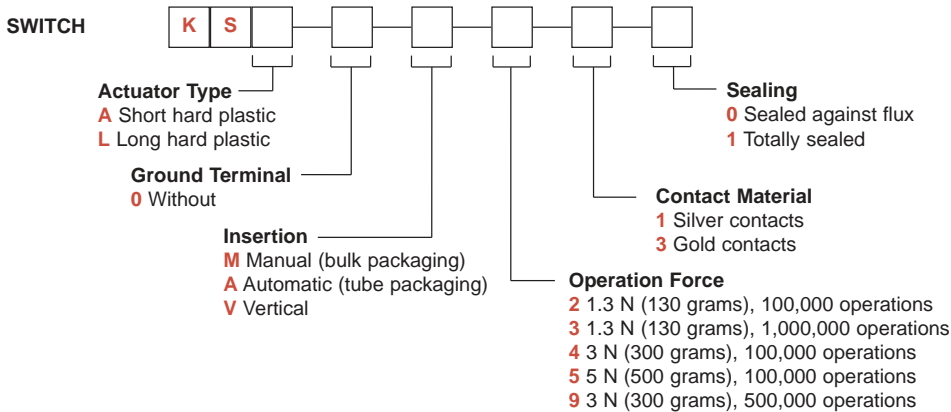 SWITCH K S
Actuator Type
A Short hard plastic
L Long hard plastic
Ground Terminal
0 Without
Insertion
M Manual (bulk packaging)
A Automatic (tube packaging)
V Vertical
Operation Force
2 1.3 N (130 grams), 100,000 operations
3 1.3 N (130 grams), 1,000,000 operations
4 3 N (300 grams), 100,000 operations
5 5 N (500 grams), 100,000 operations
9 3 N (300 grams), 500,000 operations
Contact Material
1 Silver contacts
3 Gold contacts
Sealing
0 Sealed against flux
1 Totally sealed